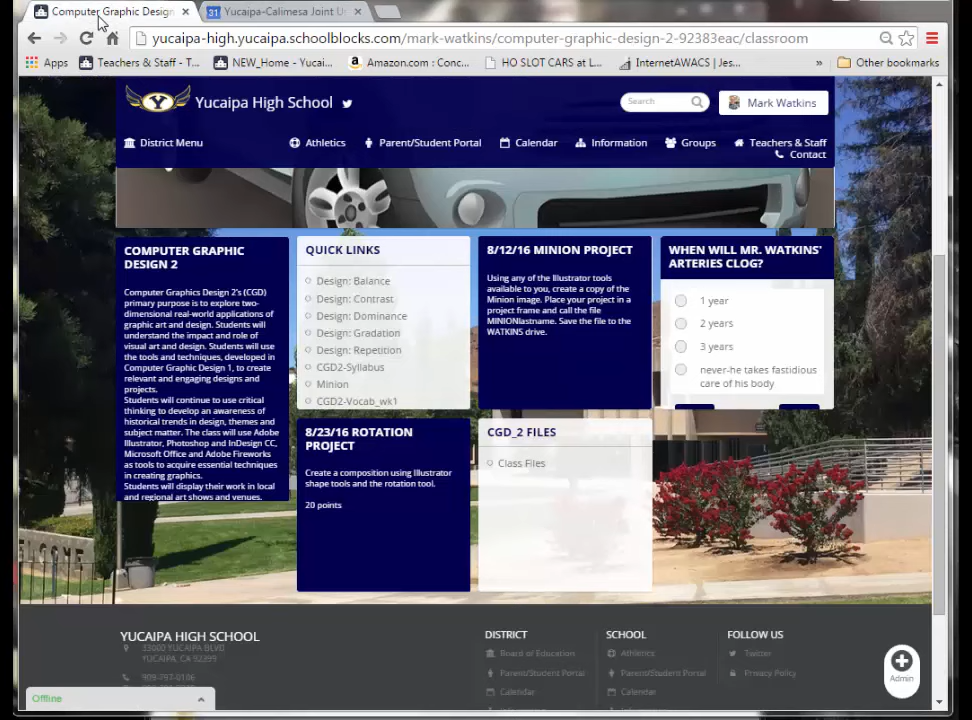 Computer Graphic Design
31 Yucaipa-Calimesa Joint U
yucaipa-high.yucaipa.schoolblocks.com/mark-watkins/computer-graphic-design-2-92383eac/classroom
Apps Teachers & Staff - T... NEW_Home - Yucai... Amazon.com : Conc... HO SLOT CARS at L... InternetAWACS | Jes... » Other bookmarks
Y Yucaipa High School
Search
Mark Watkins
District Menu Athletics Parent/Student Portal Calendar Information Groups Teachers & Staff
Contact
COMPUTER GRAPHIC
DESIGN 2
Computer Graphics Design 2's (CGD)
primary purpose is to explore two-
dimensional real-world applications of
graphic art and design. Students will
understand the impact and role of
visual art and design. Students will use
the tools and techniques, developed in
Computer Graphic Design 1, to create
relevant and engaging designs and
projects.
Students will continue to use critical
thinking to develop an awareness of
historical trends in design, themes and
subject matter. The class will use Adobe
Illustrator, Photoshop and InDesign CC,
Microsoft Office and Adobe Fireworks
as tools to acquire essential techniques
in creating graphics.
Students will display their work in local
and regional art shows and venues.
QUICK LINKS
Design: Balance
Design: Contrast
Design: Dominance
Design: Gradation
Design: Repetition
CGD2-Syllabus
Minion
CGD2-Vocab_wk1
8/12/16 MINION PROJECT
Using any of the Illustrator tools
available to you, create a copy of the
Minion image. Place your project in a
project frame and call the file
MINIONlastname. Save the file to the
WATKINS drive.
WHEN WILL MR. WATKINS'
ARTERIES CLOG?
1 year
2 years
3 years
never-he takes fastidious
care of his body
8/23/16 ROTATION
PROJECT
Create a composition using Illustrator
shape tools and the rotation tool.
20 points
CGD_2 FILES
Class Files
YUCAIPA HIGH SCHOOL
33000 YUCAIPA BLVD
YUCAIPA, CA 92399
909-797-0106
DISTRICT
Board of Education
Parent/Student Portal
Calendar
SCHOOL
Athletics
Parent/Student Portal
Calendar
FOLLOW US
Twitter
Privacy Policy
Admin
Offline